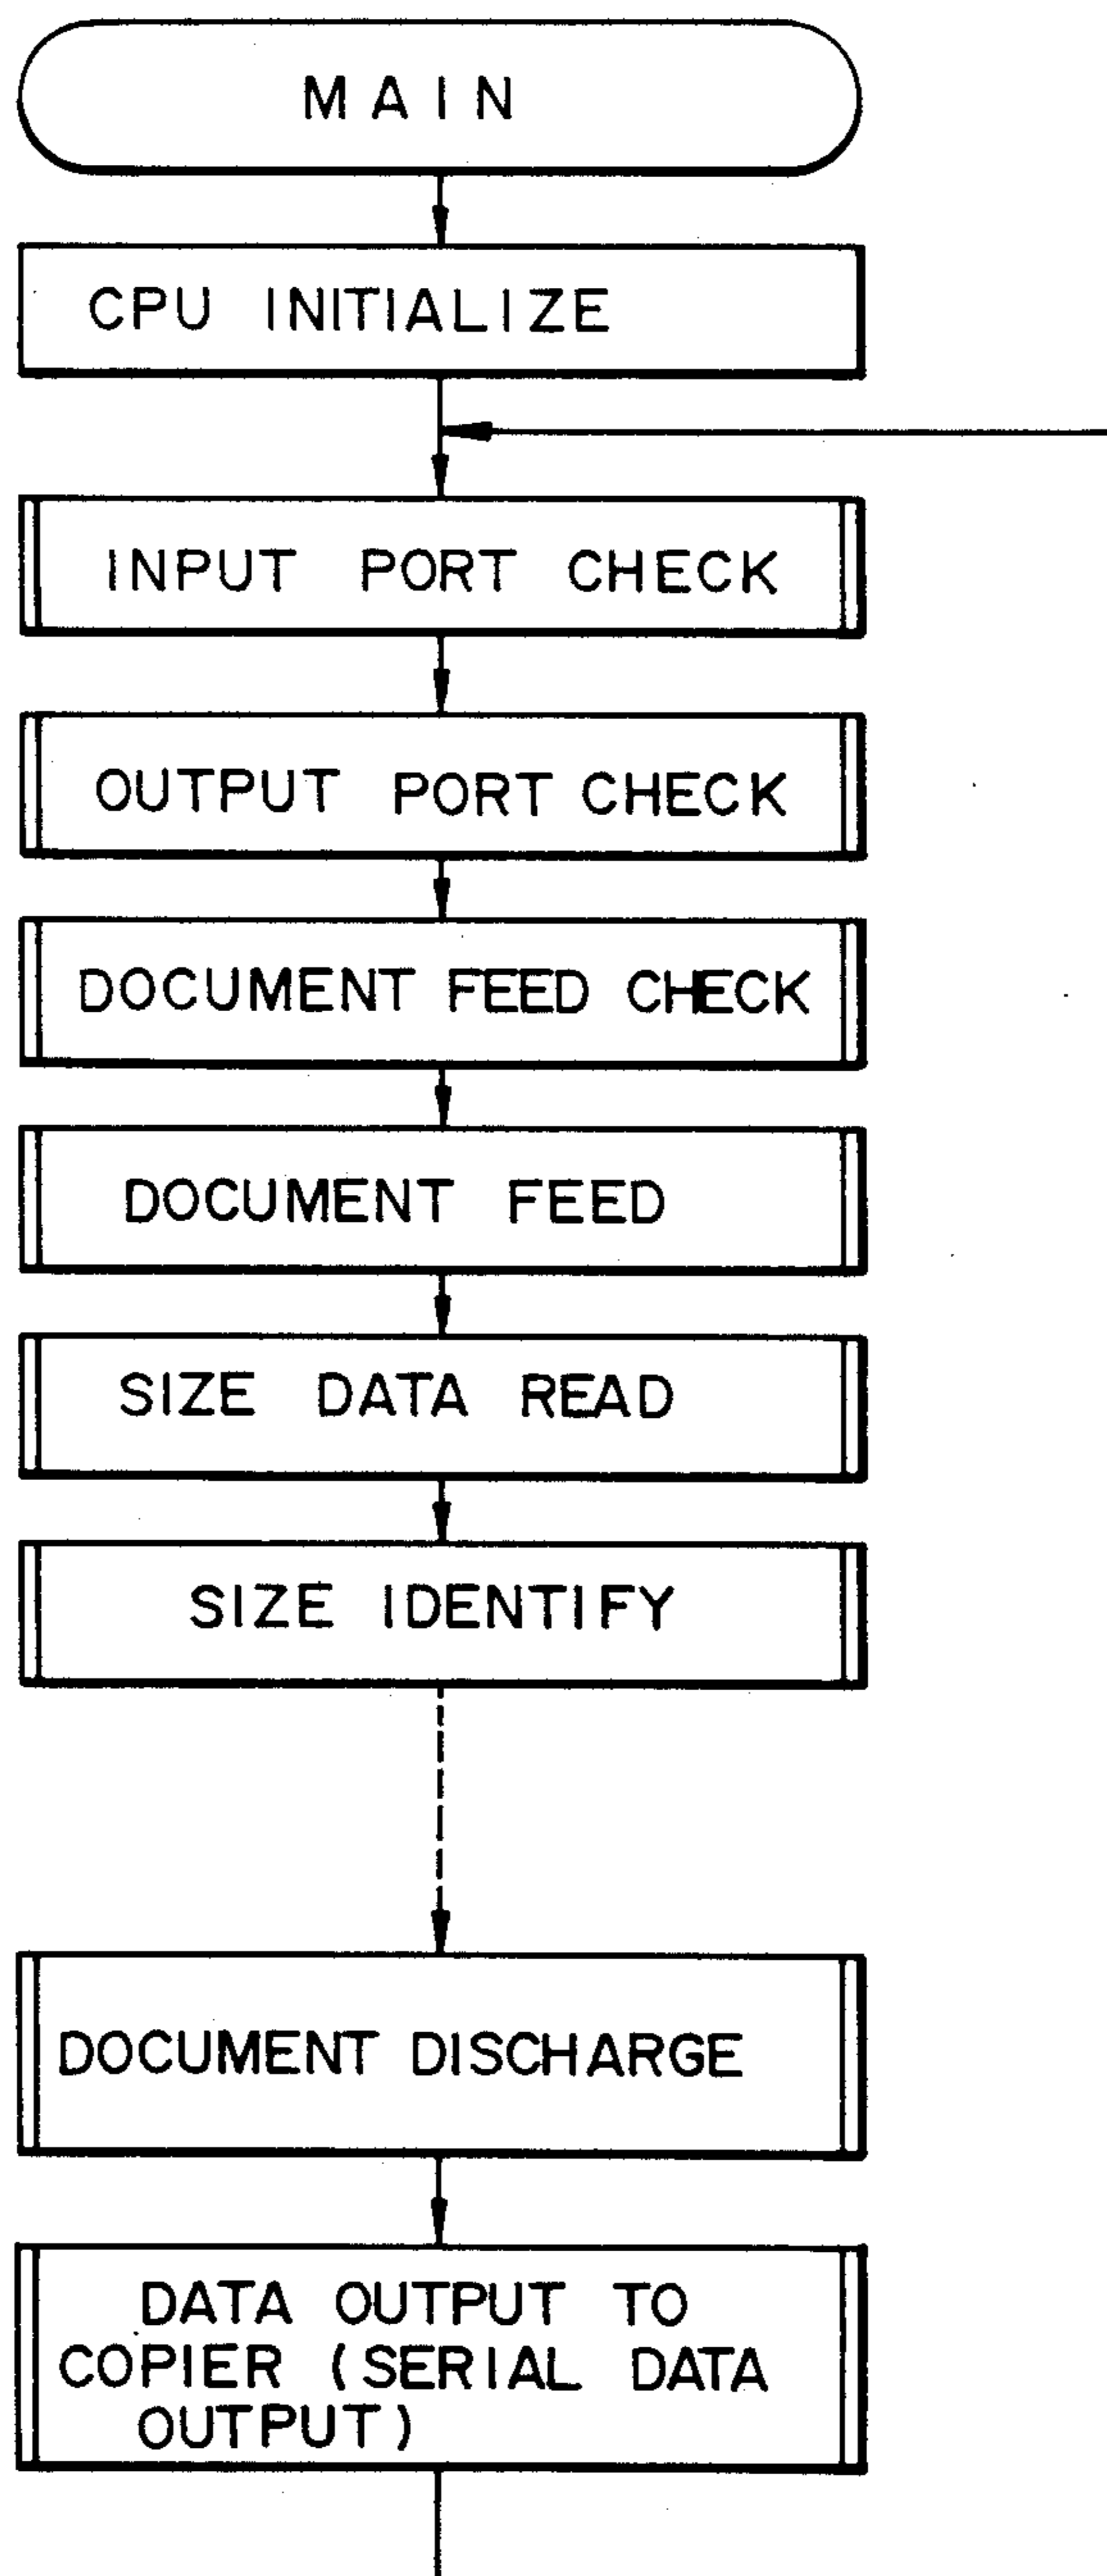 MAIN
CPU INITIALIZE
INPUT PORT CHECK
OUTPUT PORT CHECK
DOCUMENT FEED CHECK
DOCUMENT FEED
SIZE DATA READ
SIZE IDENTIFY
DOCUMENT DISCHARGE
DATA OUTPUT TO
COPIER (SERIAL DATA
OUTPUT)